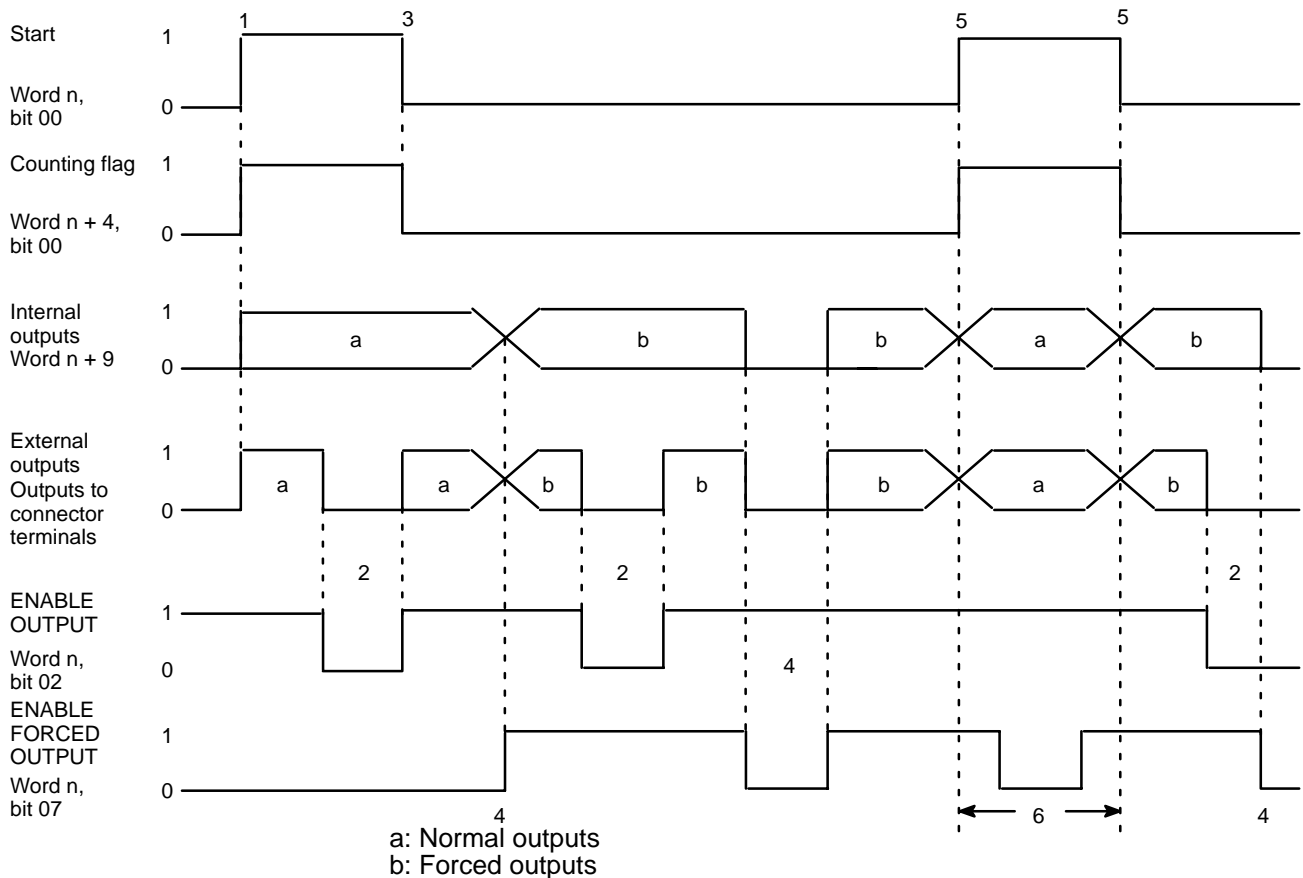 1 3 5 5
Start 1
Word n,
bit 00
0
Counting flag 1
Word n + 4,
bit 00
0
Internal
outputs
Word n + 9
1
0
a b b a b
External
outputs
Outputs to
connector
terminals
1
0
a a b b b a b
2 2 2
ENABLE
OUTPUT
1
Word n,
bit 02
0
4
ENABLE
FORCED
OUTPUT
1
Word n,
bit 07
0
4 6 4
a: Normal outputs
b: Forced outputs